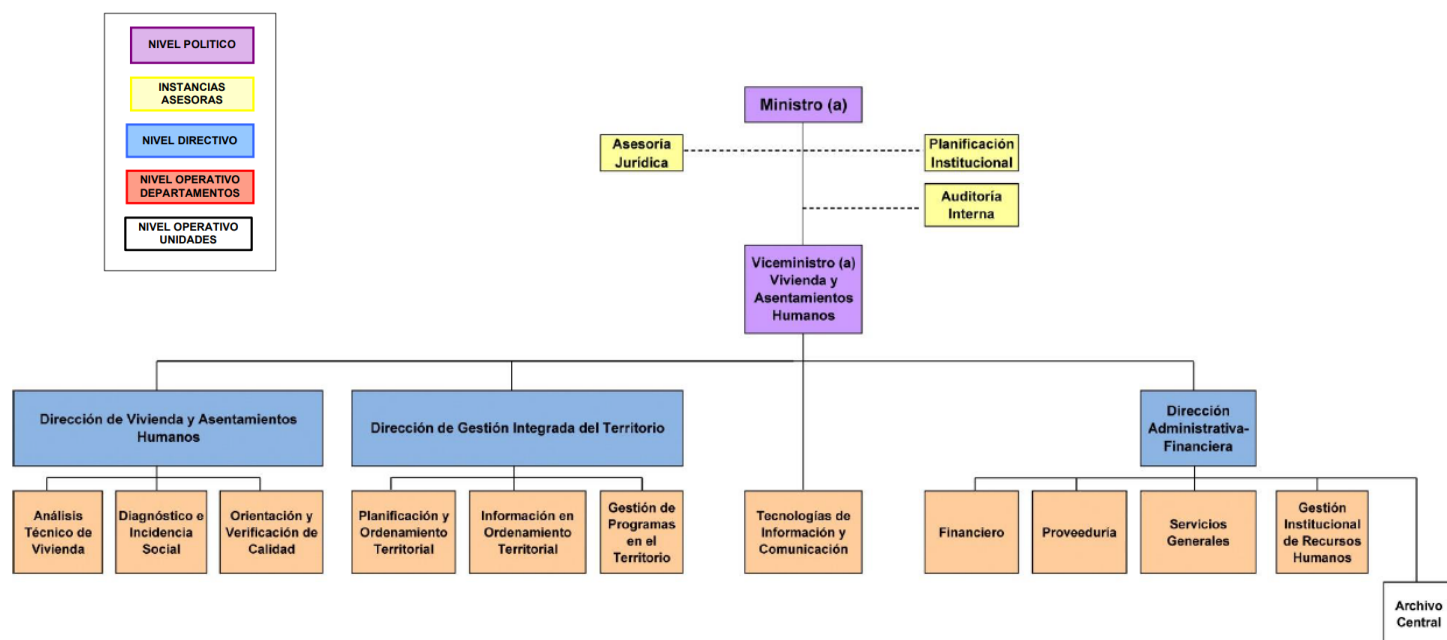 NIVEL POLITICO
INSTANCIAS
ASESORAS
NIVEL DIRECTIVO
NIVEL OPERATIVO
DEPARTAMENTOS
NIVEL OPERATIVO
UNIDADES
Ministro (a)
Asesoría
Jurídica
Planificación
Institucional
Auditoría
Interna
Viceministro (a)
Vivienda y
Asentamientos
Humanos
Dirección de Vivienda y Asentamientos
Humanos
Dirección de Gestión Integrada del Territorio
Dirección
Administrativa-
Financiera
Análisis
Técnico de
Vivienda
Diagnóstico e
Incidencia
Social
Orientación y
Verificación de
Calidad
Planificación y
Ordenamiento
Territorial
Información en
Ordenamiento
Territorial
Gestión de
Programas
en el
Territorio
Tecnologías de
Información y
Comunicación
Financiero
Proveeduría
Servicios
Generales
Gestión
Institucional
de Recursos
Humanos
Archivo
Central